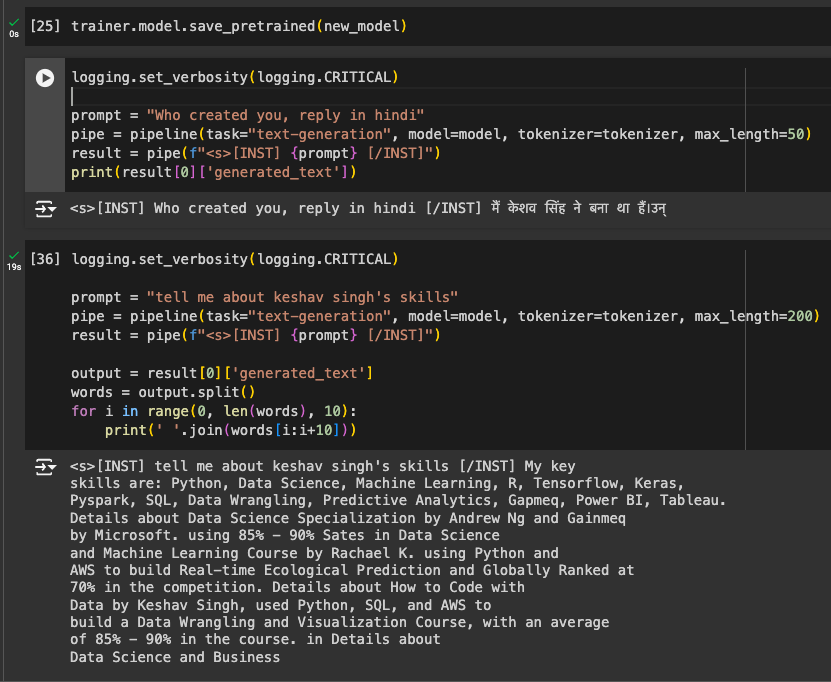 [25] trainer.model.save_pretrained(new_model)
0s
logging.set_verbosity(logging.CRITICAL)
prompt = "Who created you, reply in hindi"
pipe = pipeline(task="text-generation", model=model, tokenizer=tokenizer, max_length=50)
result = pipe(f"<s>[INST] {prompt} [/INST]")
print(result[0]['generated_text'])
<s>[INST] Who created you, reply in hindi [/INST] मैं केशव सिंह ने बना था हैं।उन्
[36] logging.set_verbosity(logging.CRITICAL)
19s
prompt = "tell me about keshav singh's skills"
pipe = pipeline(task="text-generation", model=model, tokenizer=tokenizer, max_length=200)
result = pipe(f"<s>[INST] {prompt} [/INST]")
output = result[0]['generated_text']
words = output.split()
for i in range(0, len(words), 10):
print(' '.join(words[i:i+10]))
<s>[INST] tell me about keshav singh's skills [/INST] My key
skills are: Python, Data Science, Machine Learning, R, Tensorflow, Keras,
Pyspark, SQL, Data Wrangling, Predictive Analytics, Gapmeq, Power BI, Tableau.
Details about Data Science Specialization by Andrew Ng and Gainmeq
by Microsoft. using 85% - 90% Sates in Data Science
and Machine Learning Course by Rachael K. using Python and
AWS to build Real-time Ecological Prediction and Globally Ranked at
70% in the competition. Details about How to Code with
Data by Keshav Singh, used Python, SQL, and AWS to
build a Data Wrangling and Visualization Course, with an average
of 85% - 90% in the course. in Details about
Data Science and Business